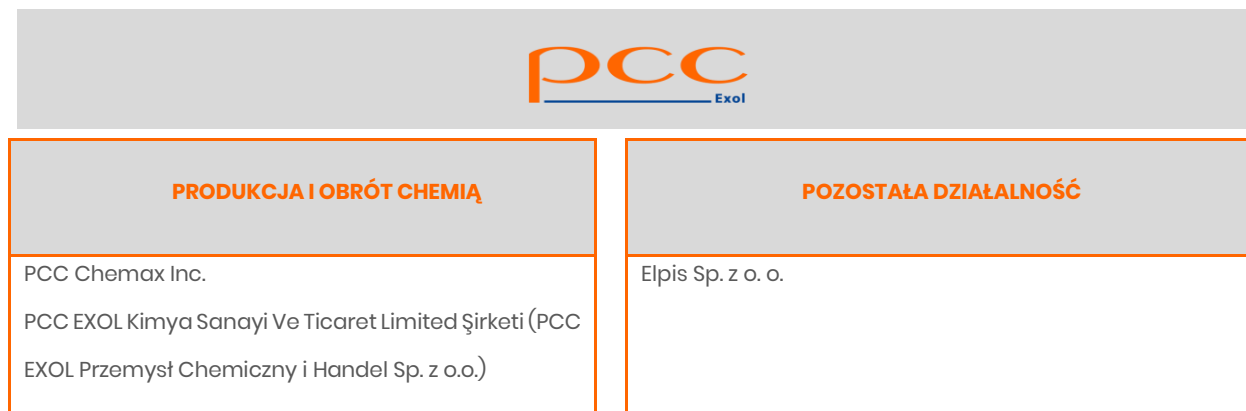 pcc
Exol
PRODUKCJA I OBRÓT CHEMIĄ
PCC Chemax Inc.
PCC EXOL Kimya Sanayi Ve Ticaret Limited Şirketi (PCC
EXOL Przemysł Chemiczny i Handel Sp. z o.o.)
POZOSTAŁA DZIAŁALNOŚĆ
Elpis Sp. z o. o.